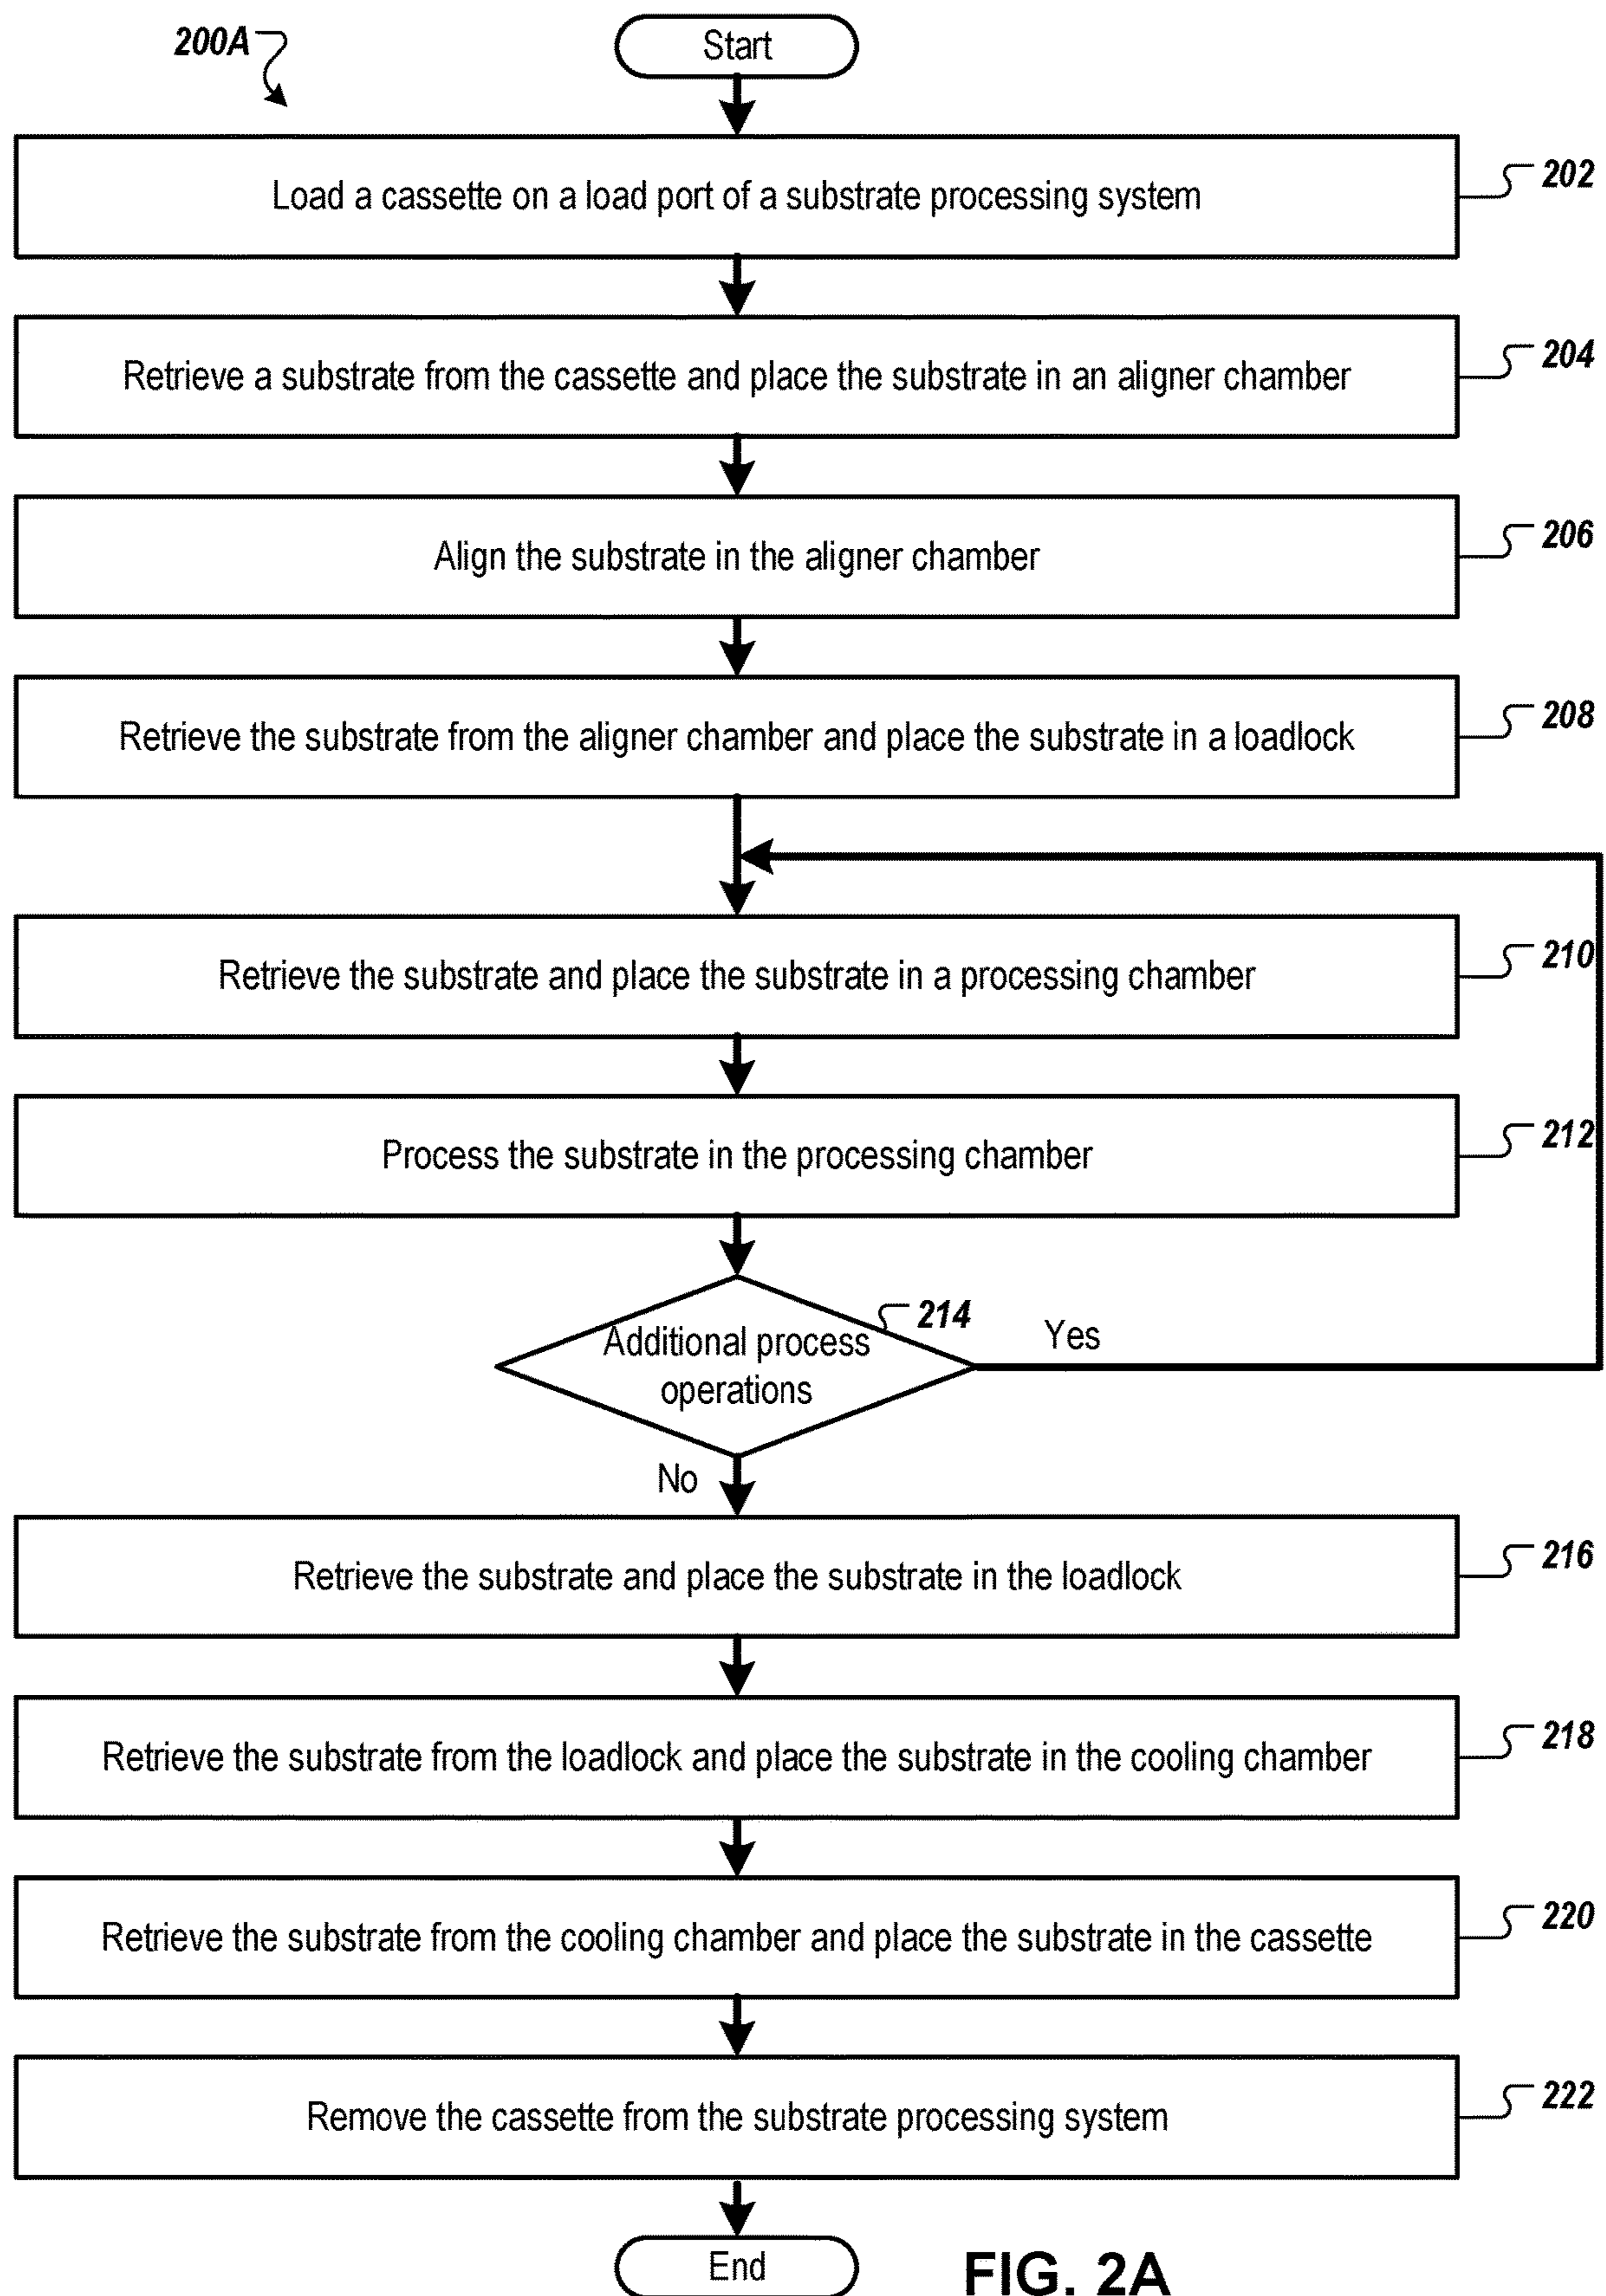 200A
Start
Load a cassette on a load port of a substrate processing system
202
Retrieve a substrate from the cassette and place the substrate in an aligner chamber
204
Align the substrate in the aligner chamber
206
Retrieve the substrate from the aligner chamber and place the substrate in a loadlock
208
Retrieve the substrate and place the substrate in a processing chamber
210
Process the substrate in the processing chamber
212
214
Additional process
operations
Yes
No
Retrieve the substrate and place the substrate in the loadlock
216
Retrieve the substrate from the loadlock and place the substrate in the cooling chamber
218
Retrieve the substrate from the cooling chamber and place the substrate in the cassette
220
Remove the cassette from the substrate processing system
222
End
FIG. 2A